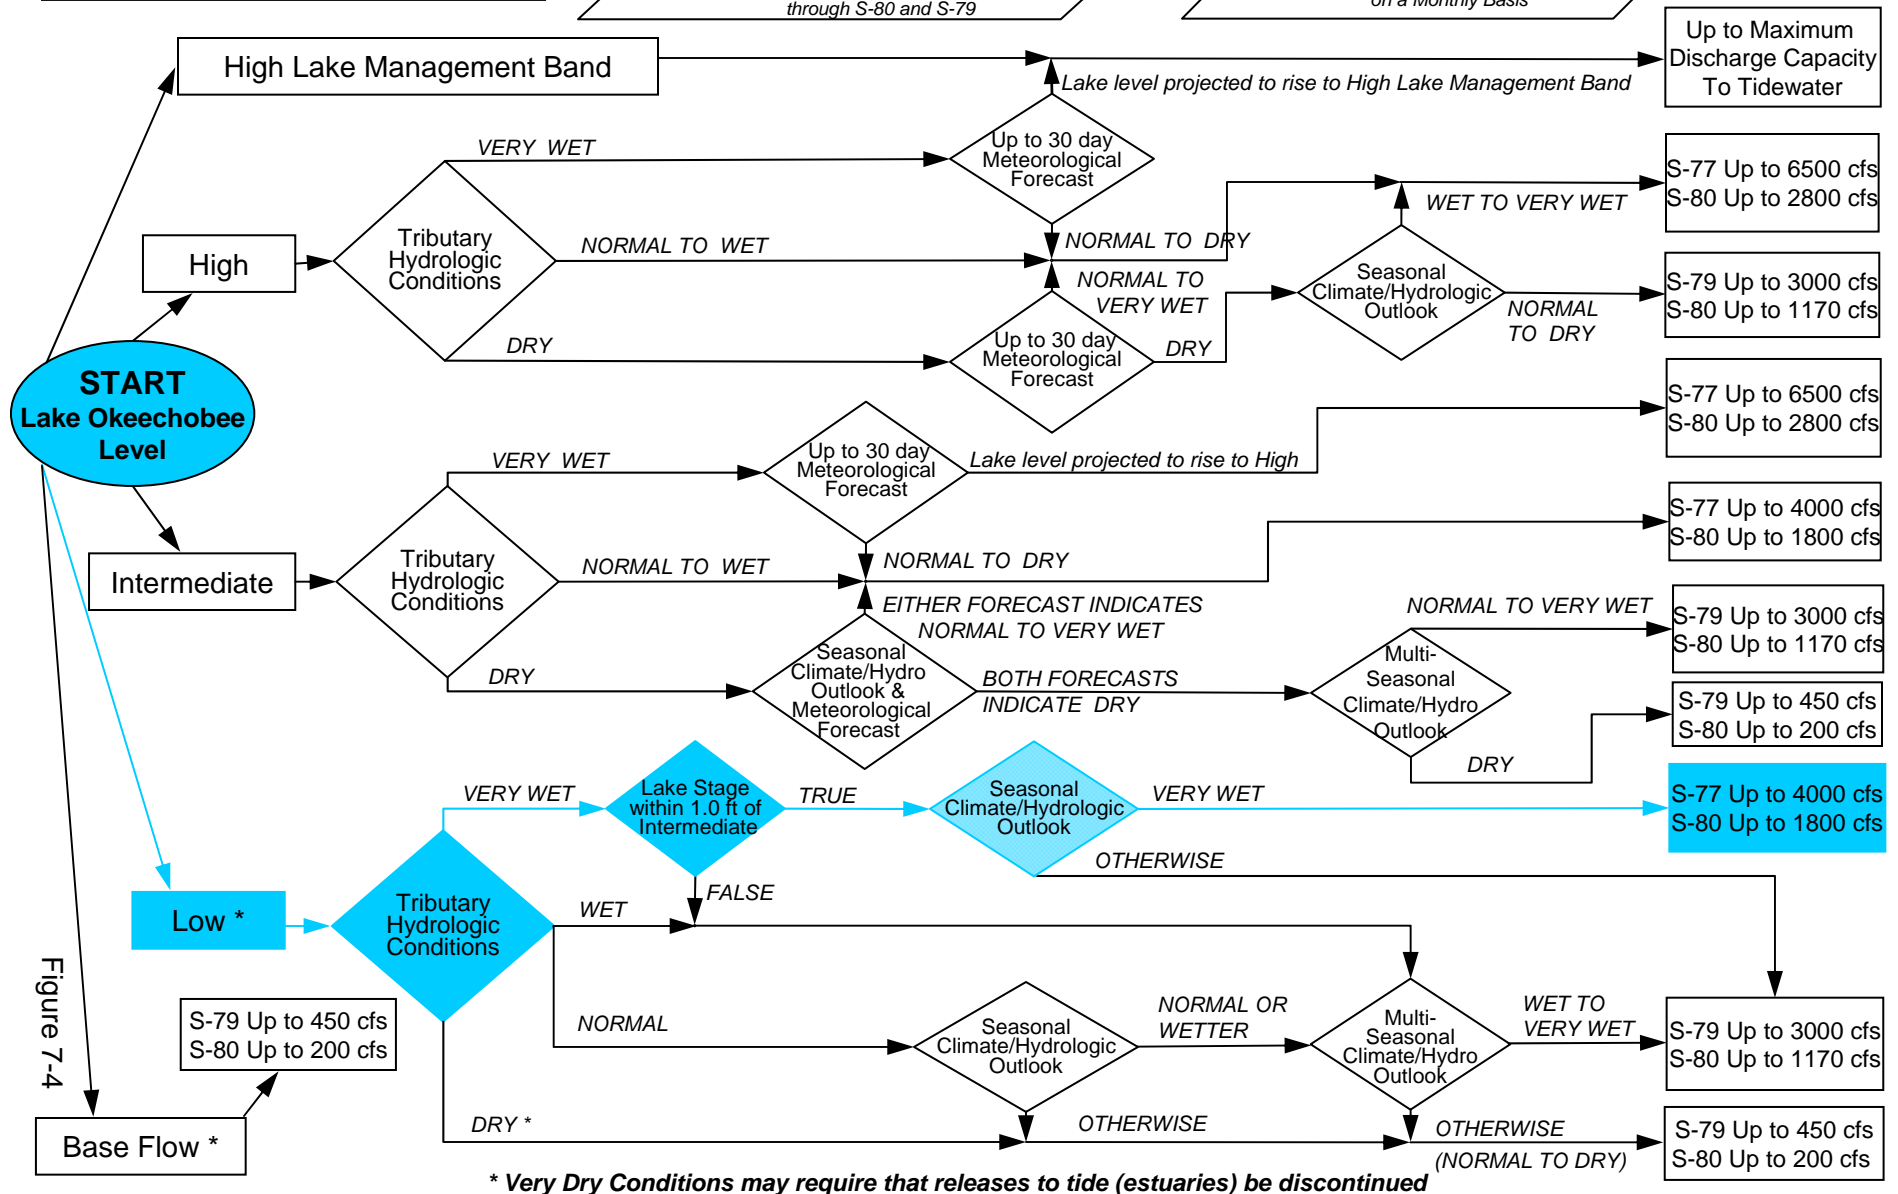 through S-80 and S-79
on a Monthly Basis
High Lake Management Band
Lake level projected to rise to High Lake Management Band
Up to Maximum
Discharge Capacity
To Tidewater
VERY WET
Up to 30 day
Meteorological
Forecast
S-77 Up to 6500 cfs
S-80 Up to 2800 cfs
WET TO VERY WET
High
Tributary
Hydrologic
Conditions
NORMAL TO WET
NORMAL TO DRY
NORMAL TO
VERY WET
Seasonal
Climate/Hydrologic
Outlook
NORMAL
TO DRY
S-79 Up to 3000 cfs
S-80 Up to 1170 cfs
DRY
Up to 30 day
Meteorological
Forecast
DRY
START
Lake Okeechobee
Level
S-77 Up to 6500 cfs
S-80 Up to 2800 cfs
VERY WET
Up to 30 day
Meteorological
Forecast
Lake level projected to rise to High
S-77 Up to 4000 cfs
S-80 Up to 1800 cfs
Intermediate
Tributary
Hydrologic
Conditions
NORMAL TO WET
NORMAL TO DRY
EITHER FORECAST INDICATES
NORMAL TO VERY WET
NORMAL TO VERY WET
S-79 Up to 3000 cfs
S-80 Up to 1170 cfs
DRY
Seasonal
Climate/Hydro
Outlook &
Meteorological
Forecast
BOTH FORECASTS
INDICATE DRY
Multi-
Seasonal
Climate/Hydro
Outlook
S-79 Up to 450 cfs
S-80 Up to 200 cfs
DRY
VERY WET
Lake Stage
within 1.0 ft of
Intermediate
TRUE
Seasonal
Climate/Hydrologic
Outlook
VERY WET
S-77 Up to 4000 cfs
S-80 Up to 1800 cfs
OTHERWISE
FALSE
Low *
Tributary
Hydrologic
Conditions
WET
NORMAL
Seasonal
Climate/Hydrologic
Outlook
NORMAL OR
WETTER
Multi-
Seasonal
Climate/Hydro
Outlook
WET TO
VERY WET
S-79 Up to 3000 cfs
S-80 Up to 1170 cfs
Figure 7-4
S-79 Up to 450 cfs
S-80 Up to 200 cfs
Base Flow *
DRY *
OTHERWISE
OTHERWISE
(NORMAL TO DRY)
S-79 Up to 450 cfs
S-80 Up to 200 cfs
* Very Dry Conditions may require that releases to tide (estuaries) be discontinued